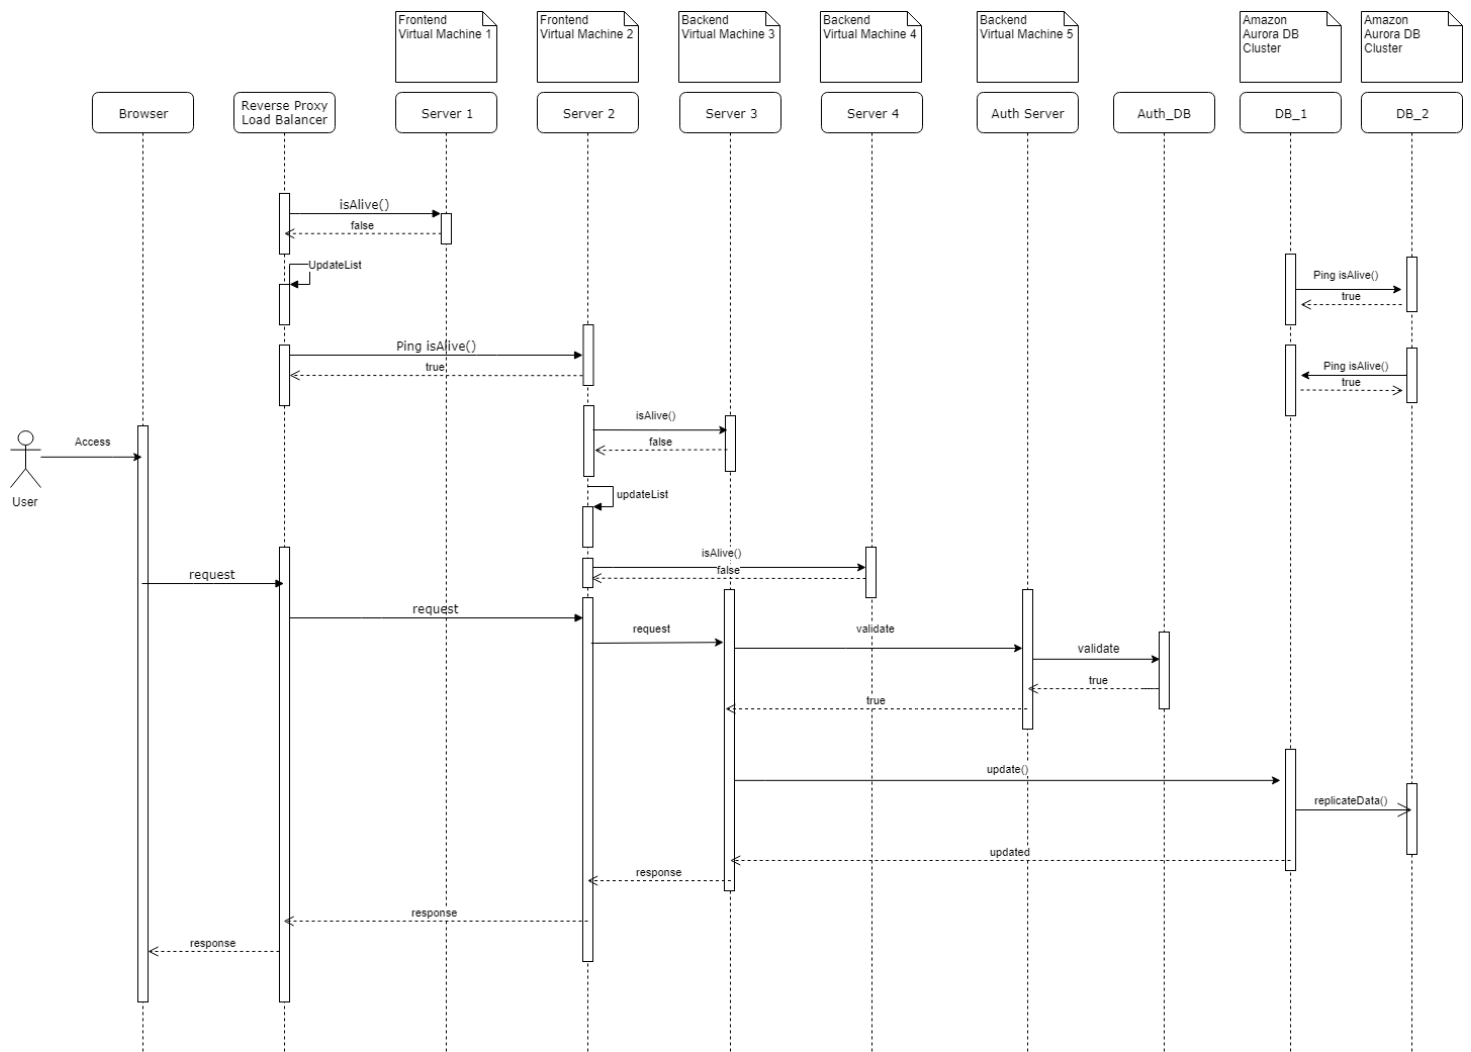 Frontend
Virtual Machine 1
Frontend
Virtual Machine 2
Backend
Virtual Machine 3
Backend
Virtual Machine 4
Backend
Virtual Machine 5
Amazon
Aurora DB
Cluster
Amazon
Aurora DB
Cluster
Browser
Reverse Proxy
Load Balancer
Server 1
Server 2
Server 3
Server 4
Auth Server
Auth_DB
DB_1
DB_2
isAlive()
false
UpdateList
Ping isAlive()
true
Ping isAlive()
true
Ping isAlive()
true
isAlive()
false
Access
User
updateList
isAlive()
false
request
request
request
validate
validate
true
true
update()
replicateData()
updated
response
response
response